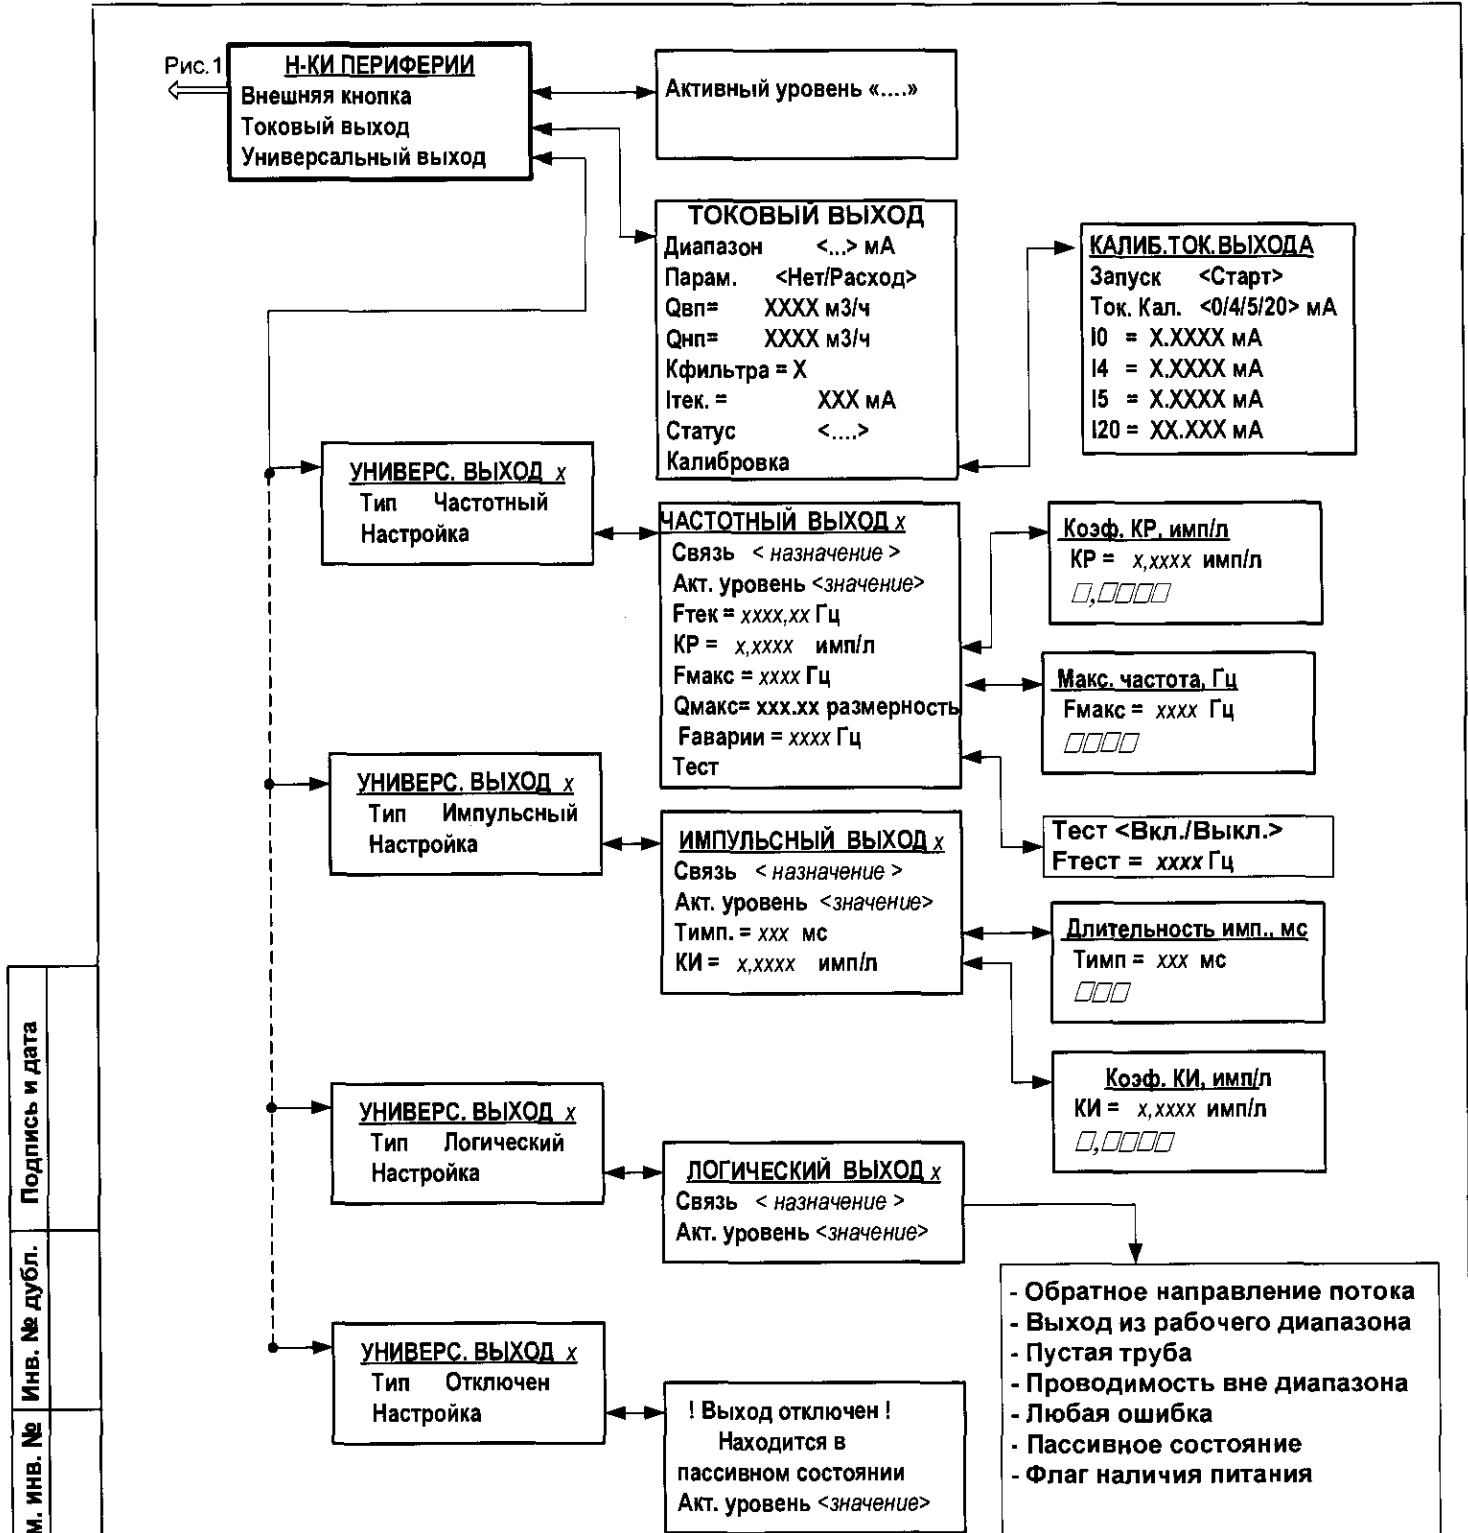 Рис.1
Н-КИ ПЕРИФЕРИИ
Внешняя кнопка
Токовый выход
Универсальный выход
Активный уровень «....»
ТОКОВЫЙ ВЫХОД
Диапазон <...> мА
Парам. <Нет/Расход>
Qвп= XXXX м3/ч
Qнп= XXXX м3/ч
Kфильтра = X
Iтек. = XXX мА
Статус <....>
Калибровка
КАЛИБ.ТОК.ВЫХОДА
Запуск <Старт>
Ток. Кал. <0/4/5/20> мА
I0 = X.XXXX мА
I4 = X.XXXX мА
I5 = X.XXXX мА
I20 = XX.XXX мА
УНИВЕРС. ВЫХОД x
Тип Частотный
Настройка
ЧАСТОТНЫЙ ВЫХОД x
Связь < назначение >
Акт. уровень <значение>
Fтек = xxxx,xx Гц
КР = x,xxxx имп/л
Fмакс = xxxx Гц
Qмакс= xxx.xx размерность
Fаварии = xxxx Гц
Тест
Коэф. КР, имп/л
КР = x,xxxx имп/л
□,□□□□
Макс. частота, Гц
Fмакс = xxxx Гц
□□□□
Тест <Вкл./Выкл.>
Fтест = xxxx Гц
УНИВЕРС. ВЫХОД x
Тип Импульсный
Настройка
ИМПУЛЬСНЫЙ ВЫХОД x
Связь < назначение >
Акт. уровень <значение>
Тимп. = xxx мс
КИ = x,xxxx имп/л
Длительность имп., мс
Тимп = xxx мс
□□□
Коэф. КИ, имп/л
КИ = x,xxxx имп/л
□,□□□□
УНИВЕРС. ВЫХОД x
Тип Логический
Настройка
ЛОГИЧЕСКИЙ ВЫХОД x
Связь < назначение >
Акт. уровень <значение>
- Обратное направление потока
- Выход из рабочего диапазона
- Пустая труба
- Проводимость вне диапазона
- Любая ошибка
- Пассивное состояние
- Флаг наличия питания
УНИВЕРС. ВЫХОД x
Тип Отключен
Настройка
! Выход отключен !
Находится в
пассивном состоянии
Акт. уровень <значение>
Подпись и дата
Инв. № дубл.
м. инв. №